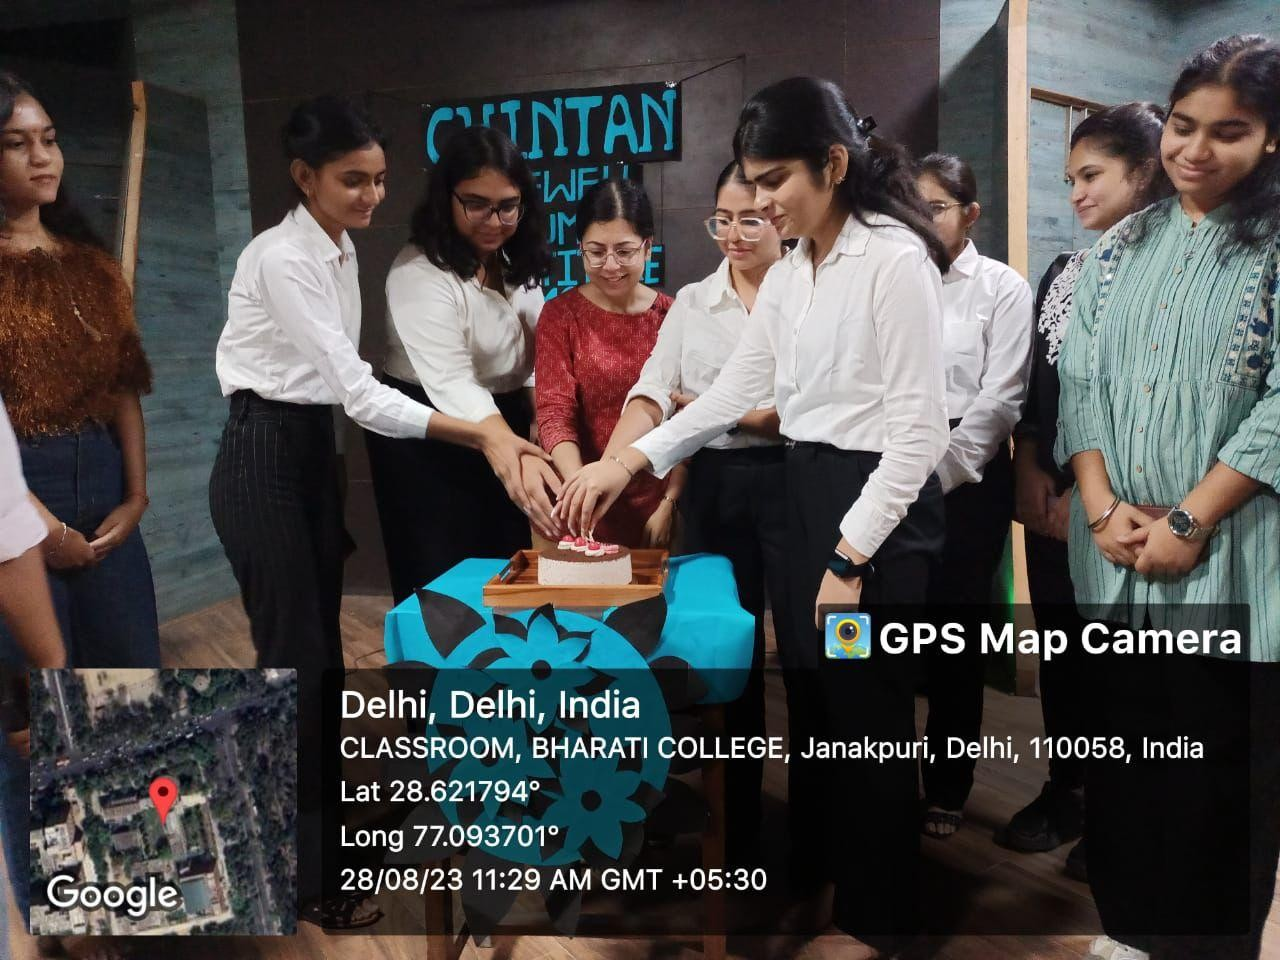 CHINTAN
GPS Map Camera
Delhi, Delhi, India
CLASSROOM, BHARATI COLLEGE, Janakpuri, Delhi, 110058, India
Lat 28.621794°
Long 77.093701°
28/08/23 11:29 AM GMT +05:30
Google